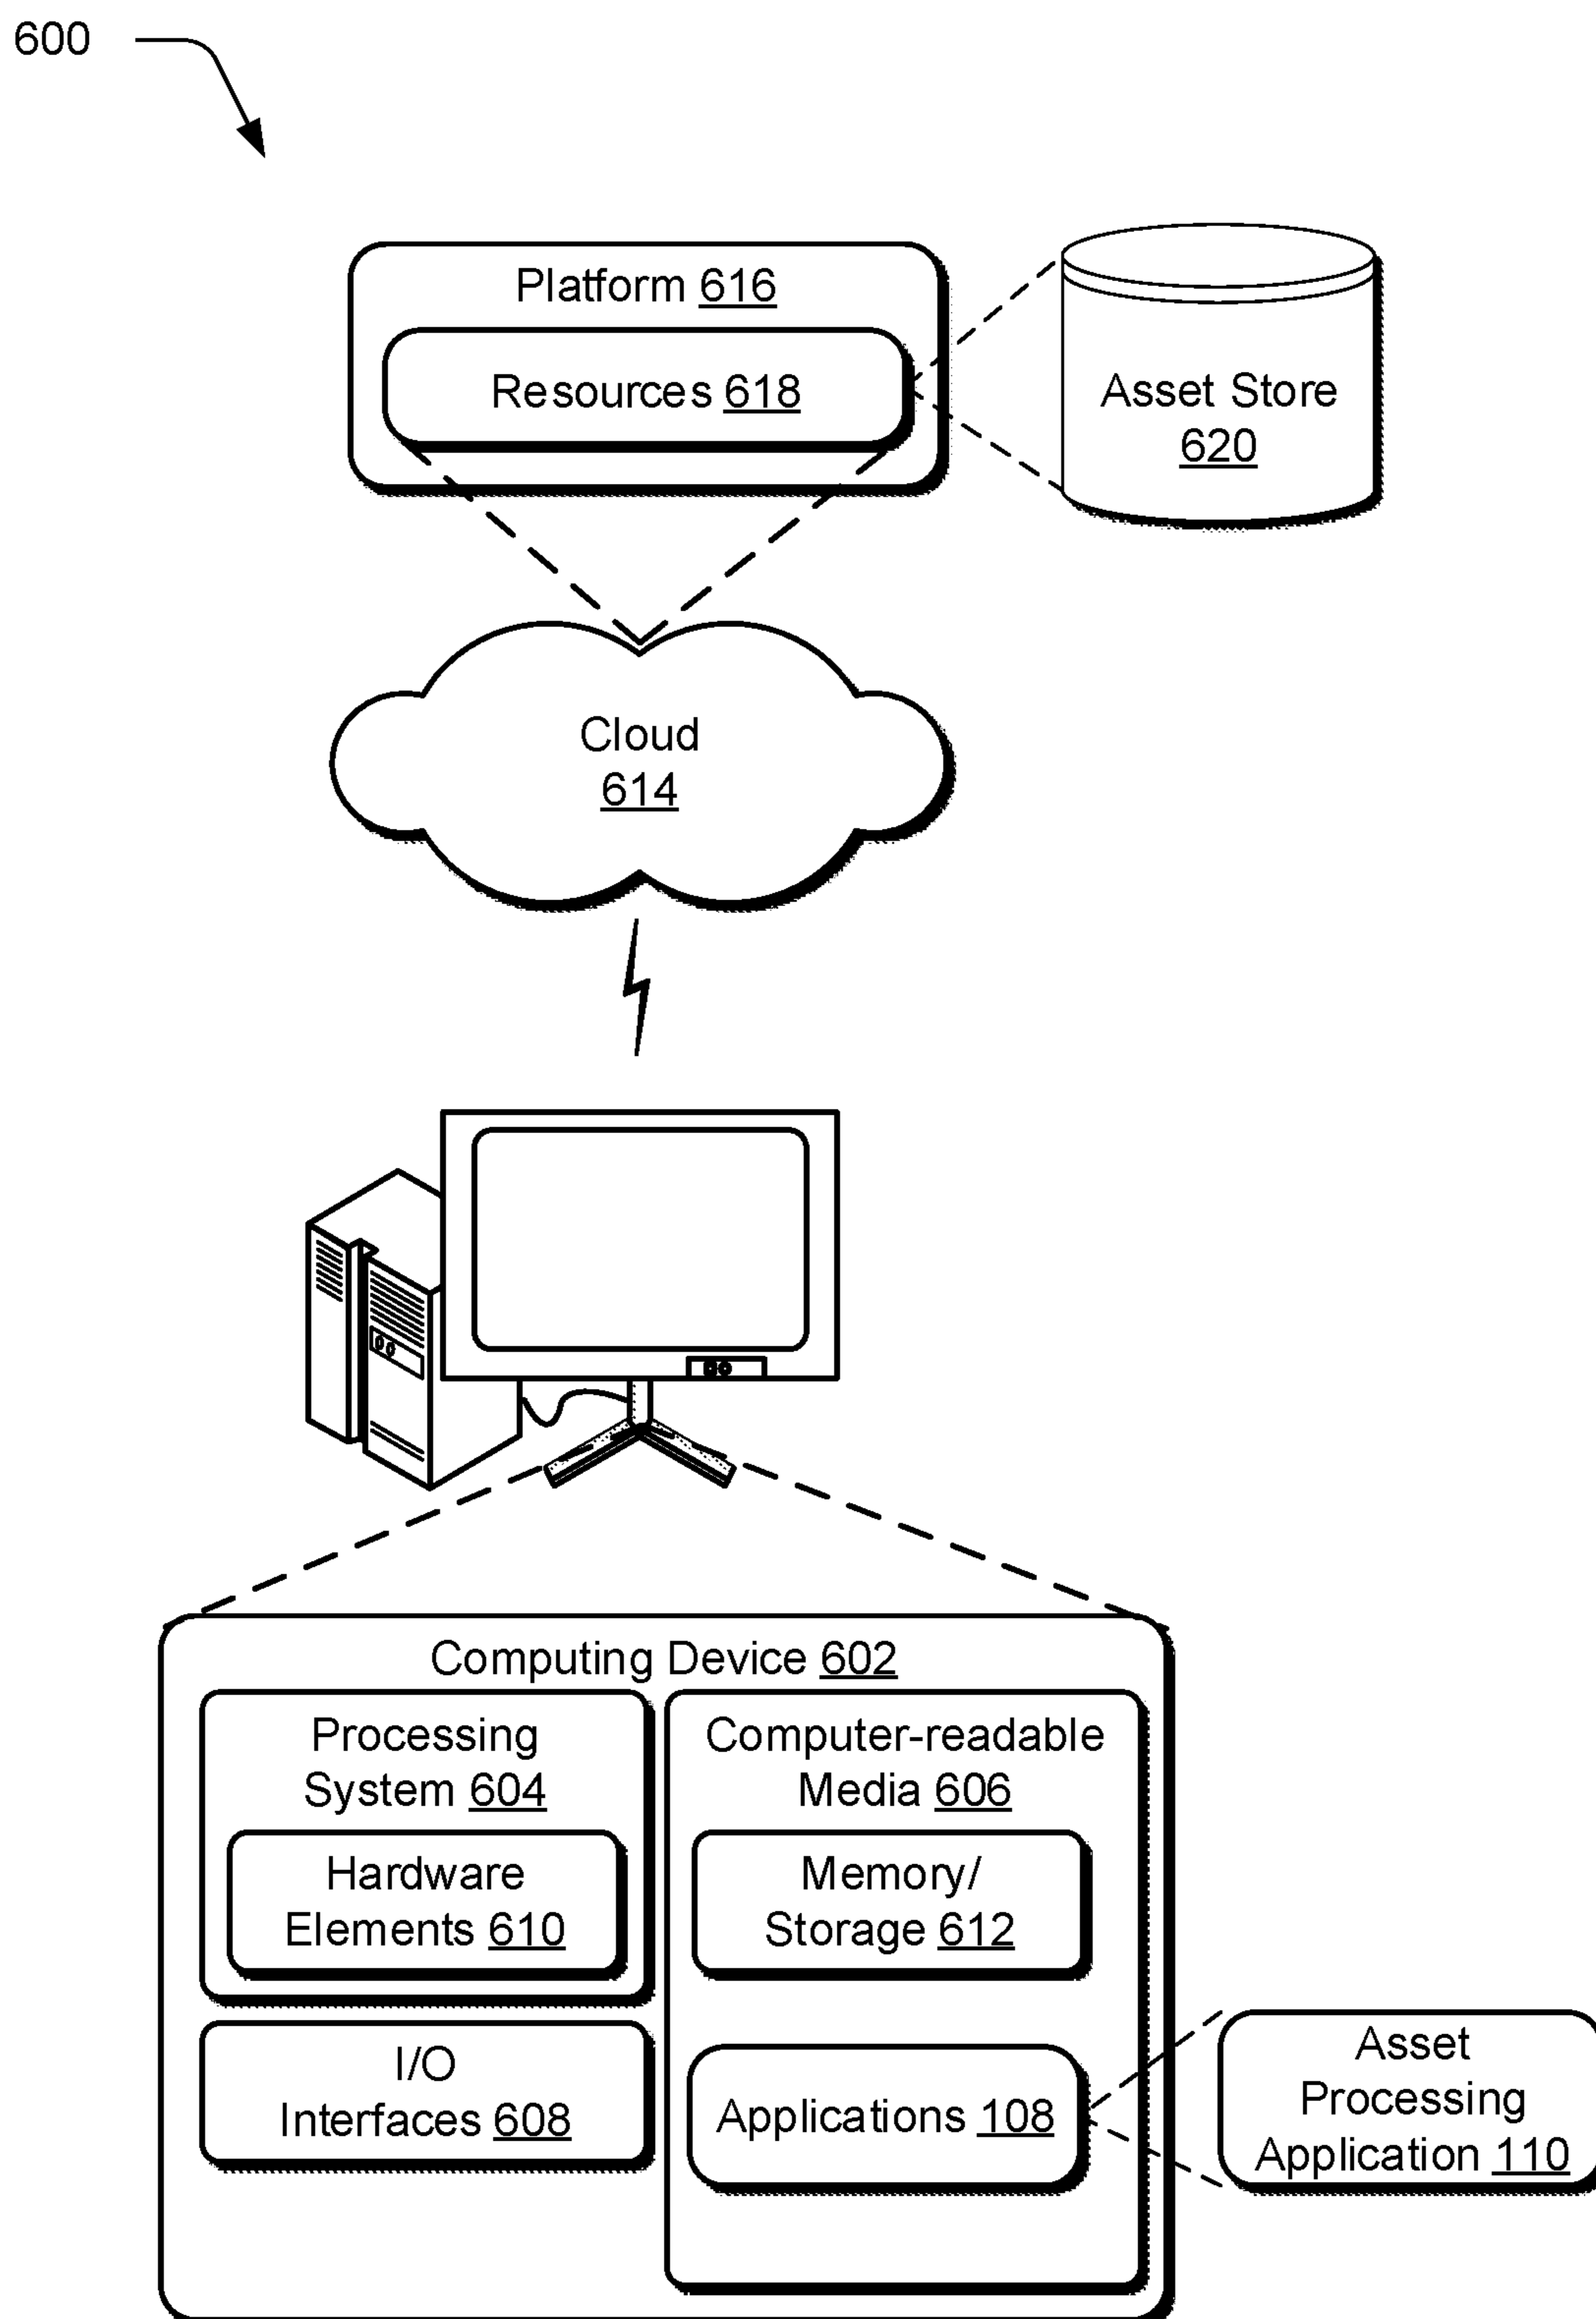 600
Platform 616
Resources 618
Asset Store
620
Cloud
614
Computing Device 602
Processing
System 604
Hardware
Elements 610
I/O
Interfaces 608
Computer-readable
Media 606
Memory/
Storage 612
Applications 108
Asset
Processing
Application 110